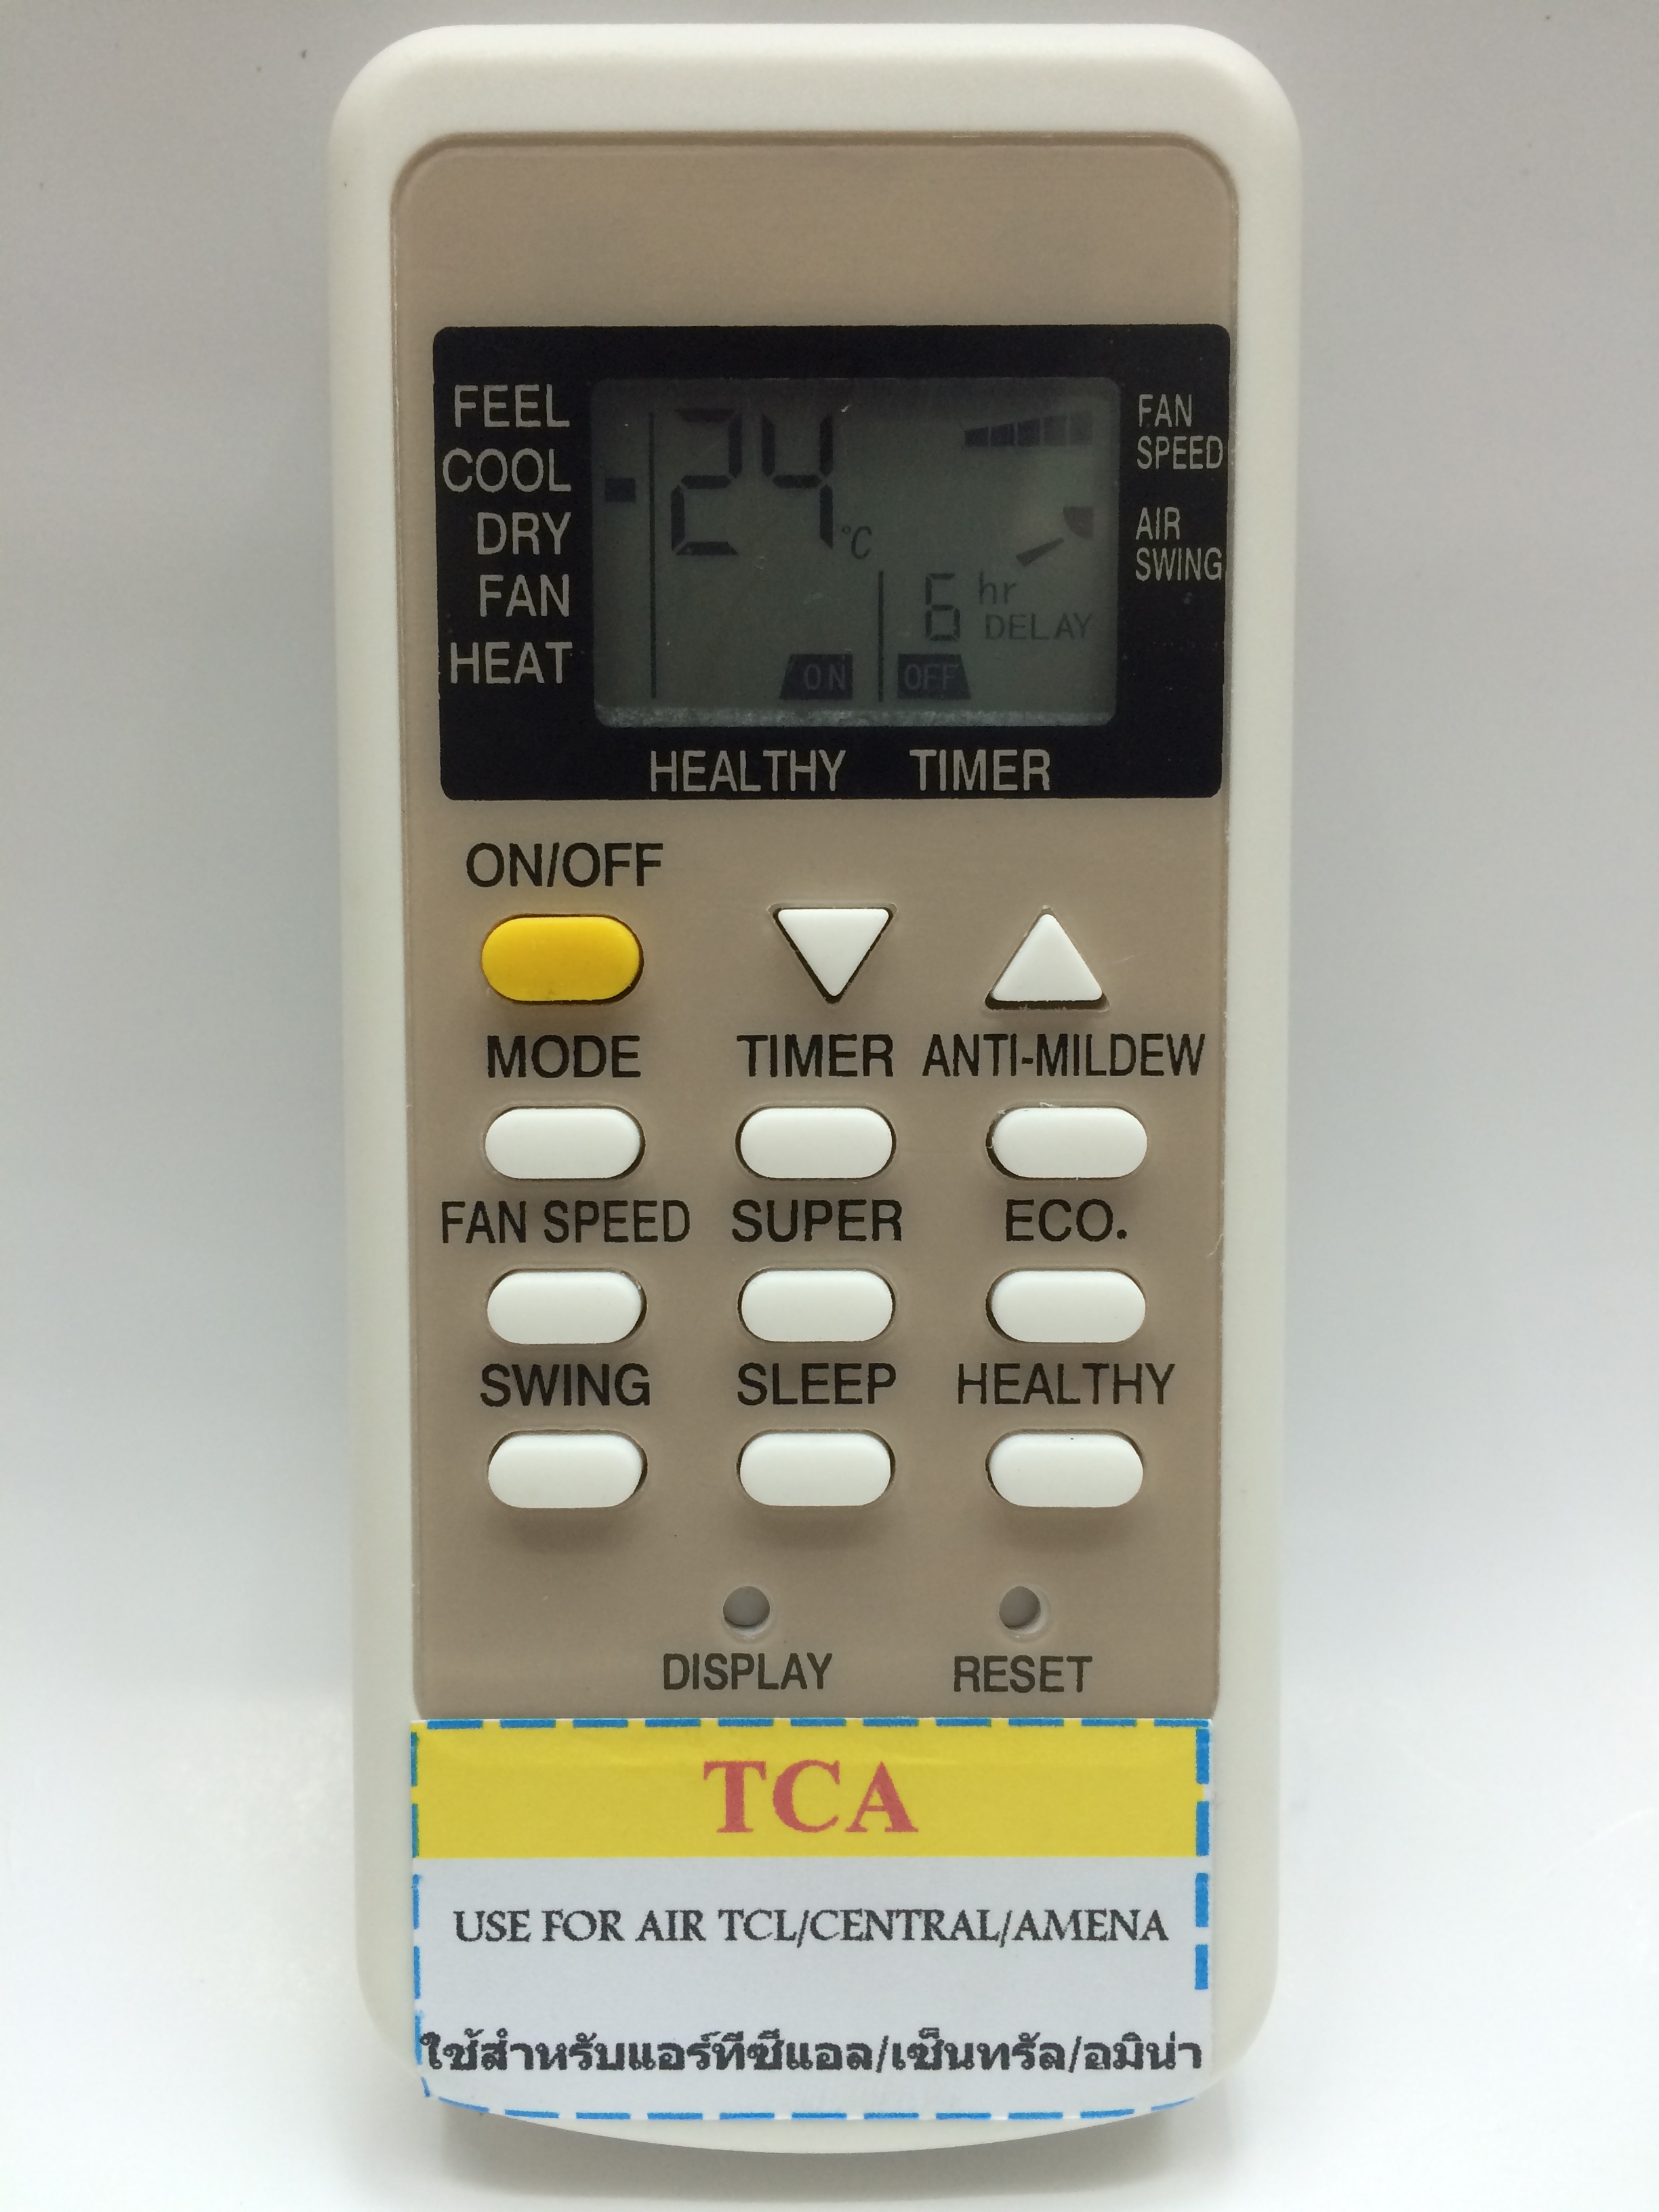 FEEL
COOL
DRY
FAN
HEAT
24 °C
6 hr
DELAY
ON OFF
FAN
SPEED
AIR
SWING
HEALTHY TIMER
ON/OFF
MODE TIMER ANTI-MILDEW
FAN SPEED SUPER ECO.
SWING SLEEP HEALTHY
DISPLAY RESET
TCA
USE FOR AIR TCL/CENTRAL/AMENA
ใช้สำหรับแอร์ทีซีแอล/เซ็นทรัล/อมิน่า